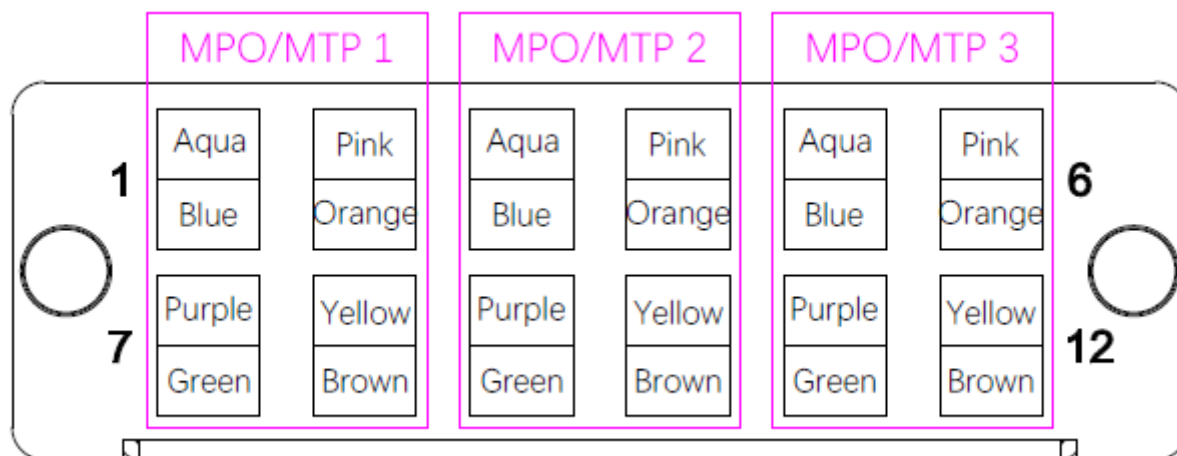 MPO/MTP 1 MPO/MTP 2 MPO/MTP 3
Aqua Pink Aqua Pink Aqua Pink
1 6
Blue Orange Blue Orange Blue Orange
Purple Yellow Purple Yellow Purple Yellow
7 12
Green Brown Green Brown Green Brown